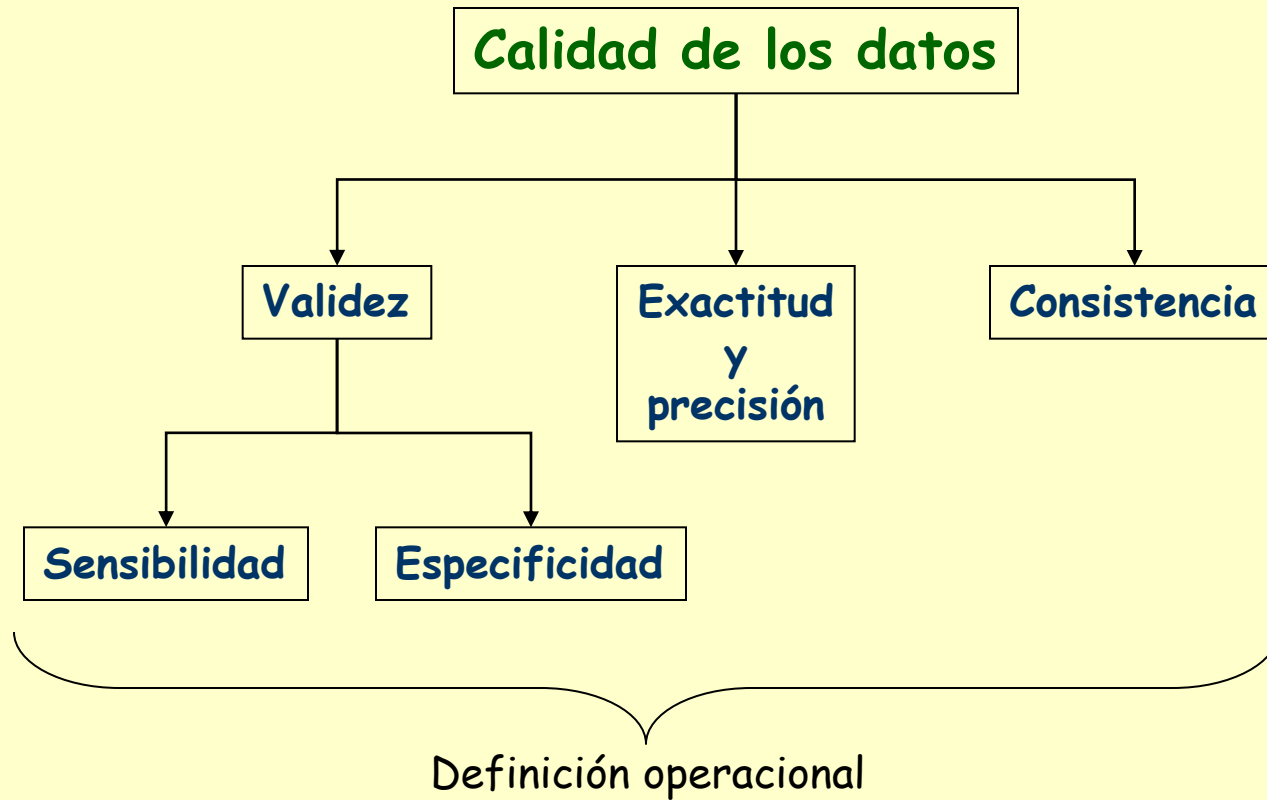 Calidad de los datos
Validez
Exactitud
y
precisión
Consistencia
Sensibilidad
Especificidad
Definición operacional